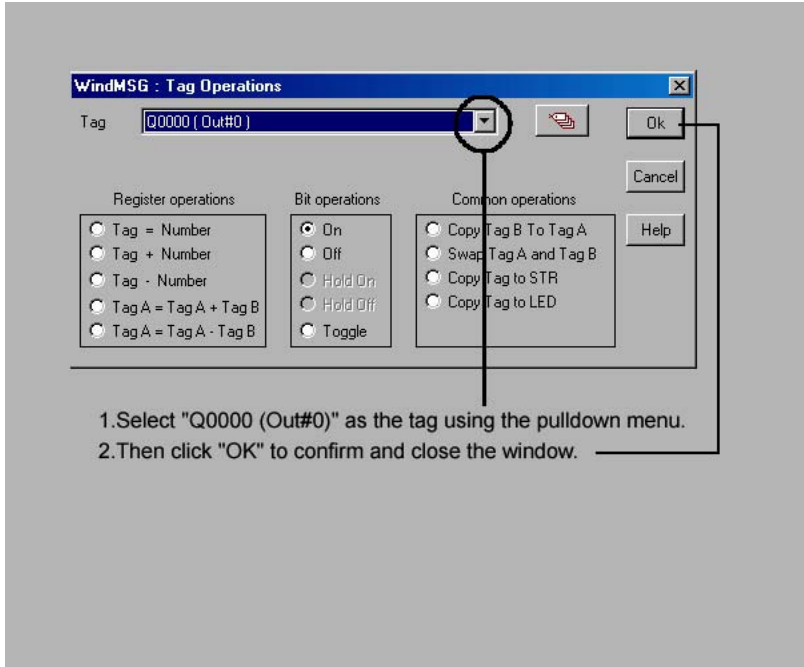 WindMSG : Tag Operations
Tag Q0000 ( Out#0 ) Ok
Cancel
Help
Register operations
Tag = Number
Tag + Number
Tag - Number
Tag A = Tag A + Tag B
Tag A = Tag A - Tag B
Bit operations
On
Off
Hold On
Hold Off
Toggle
Common operations
Copy Tag B To Tag A
Swap Tag A and Tag B
Copy Tag to STR
Copy Tag to LED
1.Select "Q0000 (Out#0)" as the tag using the pulldown menu.
2.Then click "OK" to confirm and close the window.